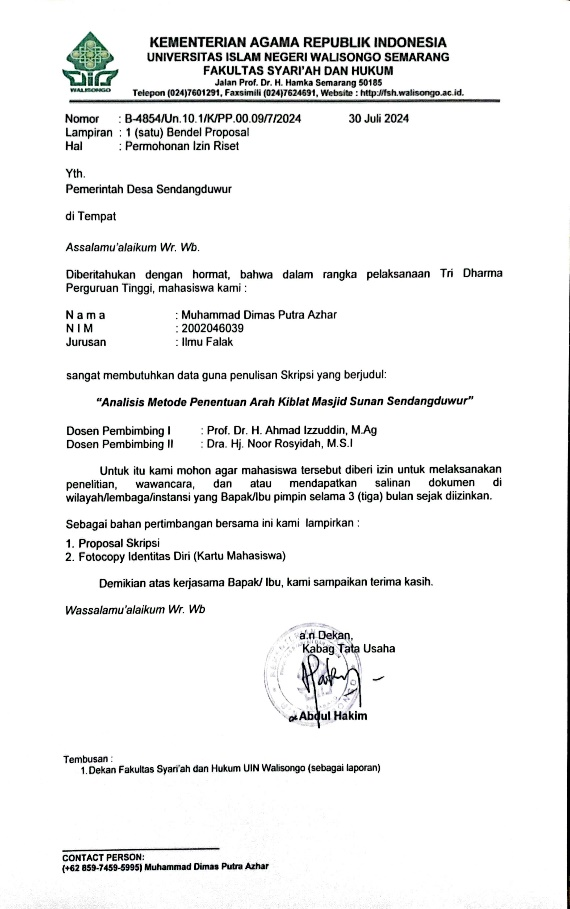 KEMENTERIAN AGAMA REPUBLIK INDONESIA
UNIVERSITAS ISLAM NEGERI WALISONGO SEMARANG
FAKULTAS SYARI'AH DAN HUKUM
Jalan Prof. Dr. H. Hamka Semarang 50185
Telepon (024)7601291, Faxsimili (024)7624691, Website : http://fsh.walisongo.ac.id.
WALISONGO
Nomor : B-4854/Un.10.1/K/PP.00.09/7/2024 30 Juli 2024
Lampiran : 1 (satu) Bendel Proposal
Hal : Permohonan Izin Riset
Yth.
Pemerintah Desa Sendangduwur
di Tempat
Assalamu'alaikum Wr. Wb.
Diberitahukan dengan hormat, bahwa dalam rangka pelaksanaan Tri Dharma
Perguruan Tinggi, mahasiswa kami :
N a m a : Muhammad Dimas Putra Azhar
N I M : 2002046039
Jurusan : Ilmu Falak
sangat membutuhkan data guna penulisan Skripsi yang berjudul:
"Analisis Metode Penentuan Arah Kiblat Masjid Sunan Sendangduwur"
Dosen Pembimbing I : Prof. Dr. H. Ahmad Izzuddin, M.Ag
Dosen Pembimbing II : Dra. Hj. Noor Rosyidah, M.S.I
Untuk itu kami mohon agar mahasiswa tersebut diberi izin untuk melaksanakan
penelitian, wawancara, dan atau mendapatkan salinan dokumen di
wilayah/lembaga/instansi yang Bapak/Ibu pimpin selama 3 (tiga) bulan sejak diizinkan.
Sebagai bahan pertimbangan bersama ini kami lampirkan :
1. Proposal Skripsi
2. Fotocopy Identitas Diri (Kartu Mahasiswa)
Demikian atas kerjasama Bapak/ Ibu, kami sampaikan terima kasih.
Wassalamu'alaikum Wr. Wb
a.n Dekan,
Kabag Tata Usaha
Abdul Hakim
Tembusan :
1.Dekan Fakultas Syari'ah dan Hukum UIN Walisongo (sebagai laporan)
CONTACT PERSON:
(+62 859-7459-5995) Muhammad Dimas Putra Azhar